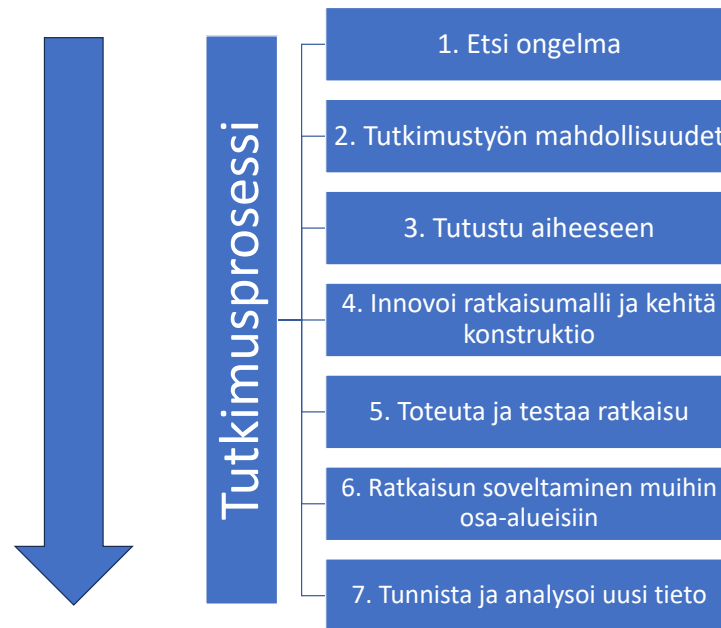 Tutkimusprosessi
1. Etsi ongelma
2. Tutkimustyön mahdollisuudet
3. Tutustu aiheeseen
4. Innovoi ratkaisumalli ja kehitä
konstruktio
5. Toteuta ja testaa ratkaisu
6. Ratkaisun soveltaminen muihin
osa-alueisiin
7. Tunnista ja analysoi uusi tieto